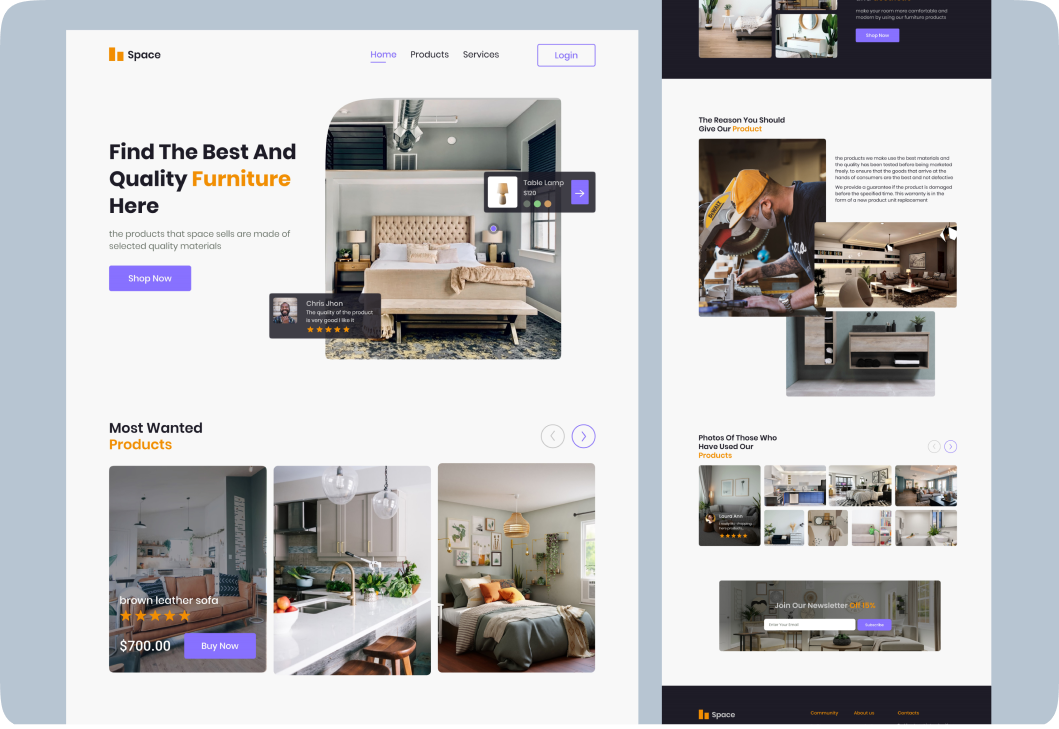 Space
Home
Products
Services
Login
Find The Best And
Quality Furniture
Here
the products that space sells are made of
selected quality materials
Shop Now
Table Lamp
$120
Chris Jhon
The quality of the product
is very good I like it
Most Wanted
Products
brown leather sofa
$700.00
Buy Now
make your room more comfortable and
modern by using our furniture products
Shop Now
The Reason You Should
Give Our Product
the products we make use the best materials and
the quality has been tested before being marketed
freely. to ensure that the goods that arrive at the
hands of consumers are the best and not defective
We provide a guarantee if the product is damaged
before the specified time. This warranty is in the
form of a new product unit replacement
Photos Of Those Who
Have Used Our
Products
Laura Ann
Join Our Newsletter Off 15%
Enter Your Email
Subscribe
Space
Community
About us
Contacts